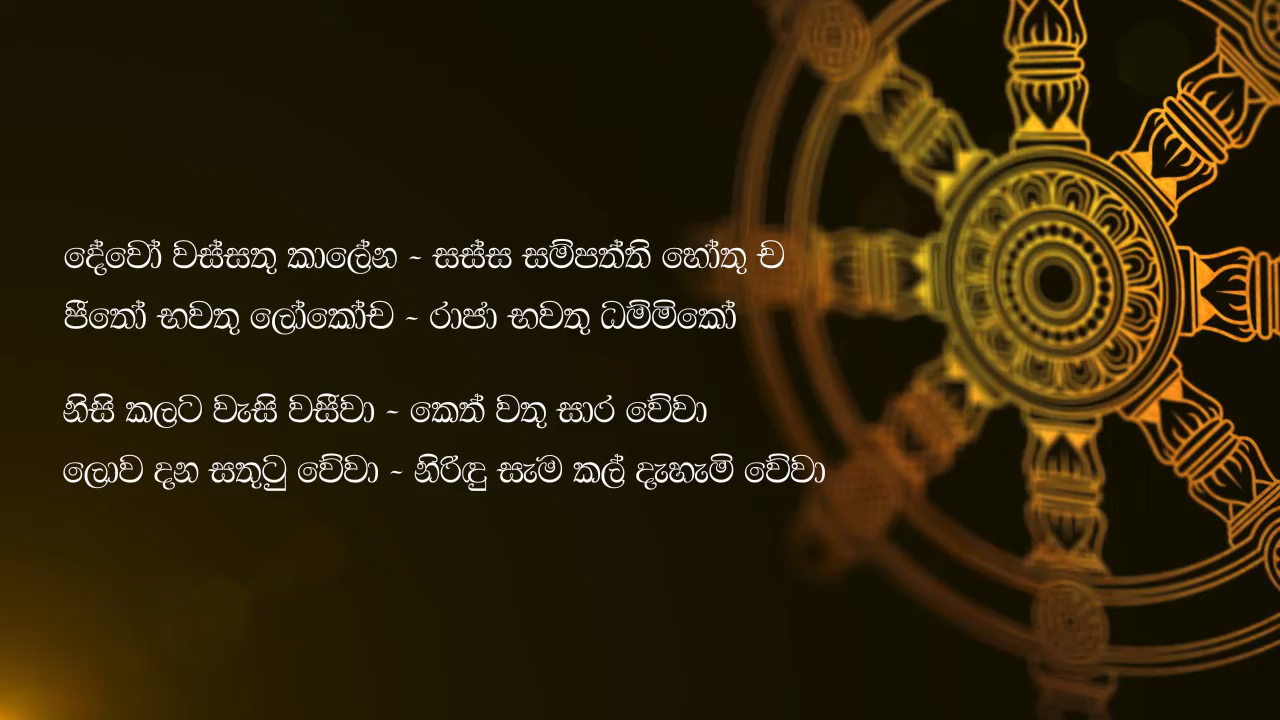 දේවෝ වස්සතු කාලේන ~ සස්ස සම්පත්ති හෝතු ච
පීතෝ භවතු ලෝකෝච ~ රාජා භවතු ධම්මිකෝ
නිසි කලට වැසි වසීවා ~ කෙත් වතු සාර වේවා
ලොව දන සතුටු වේවා ~ නිරිඳු සැම කල් දැහැමි වේවා